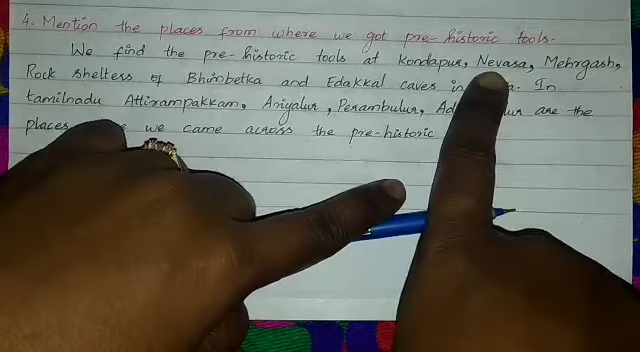 4. Mention the places from where we got pre-historic tools.
We find the pre-historic tools at Kondapur, Nevasa, Mehrgash,
Rock shelters of Bhimbetka and Edakkal caves in
In
tamilnadu Attirampakkam, Ariyalur, Perambulur, are the
places we came across the pre-historic